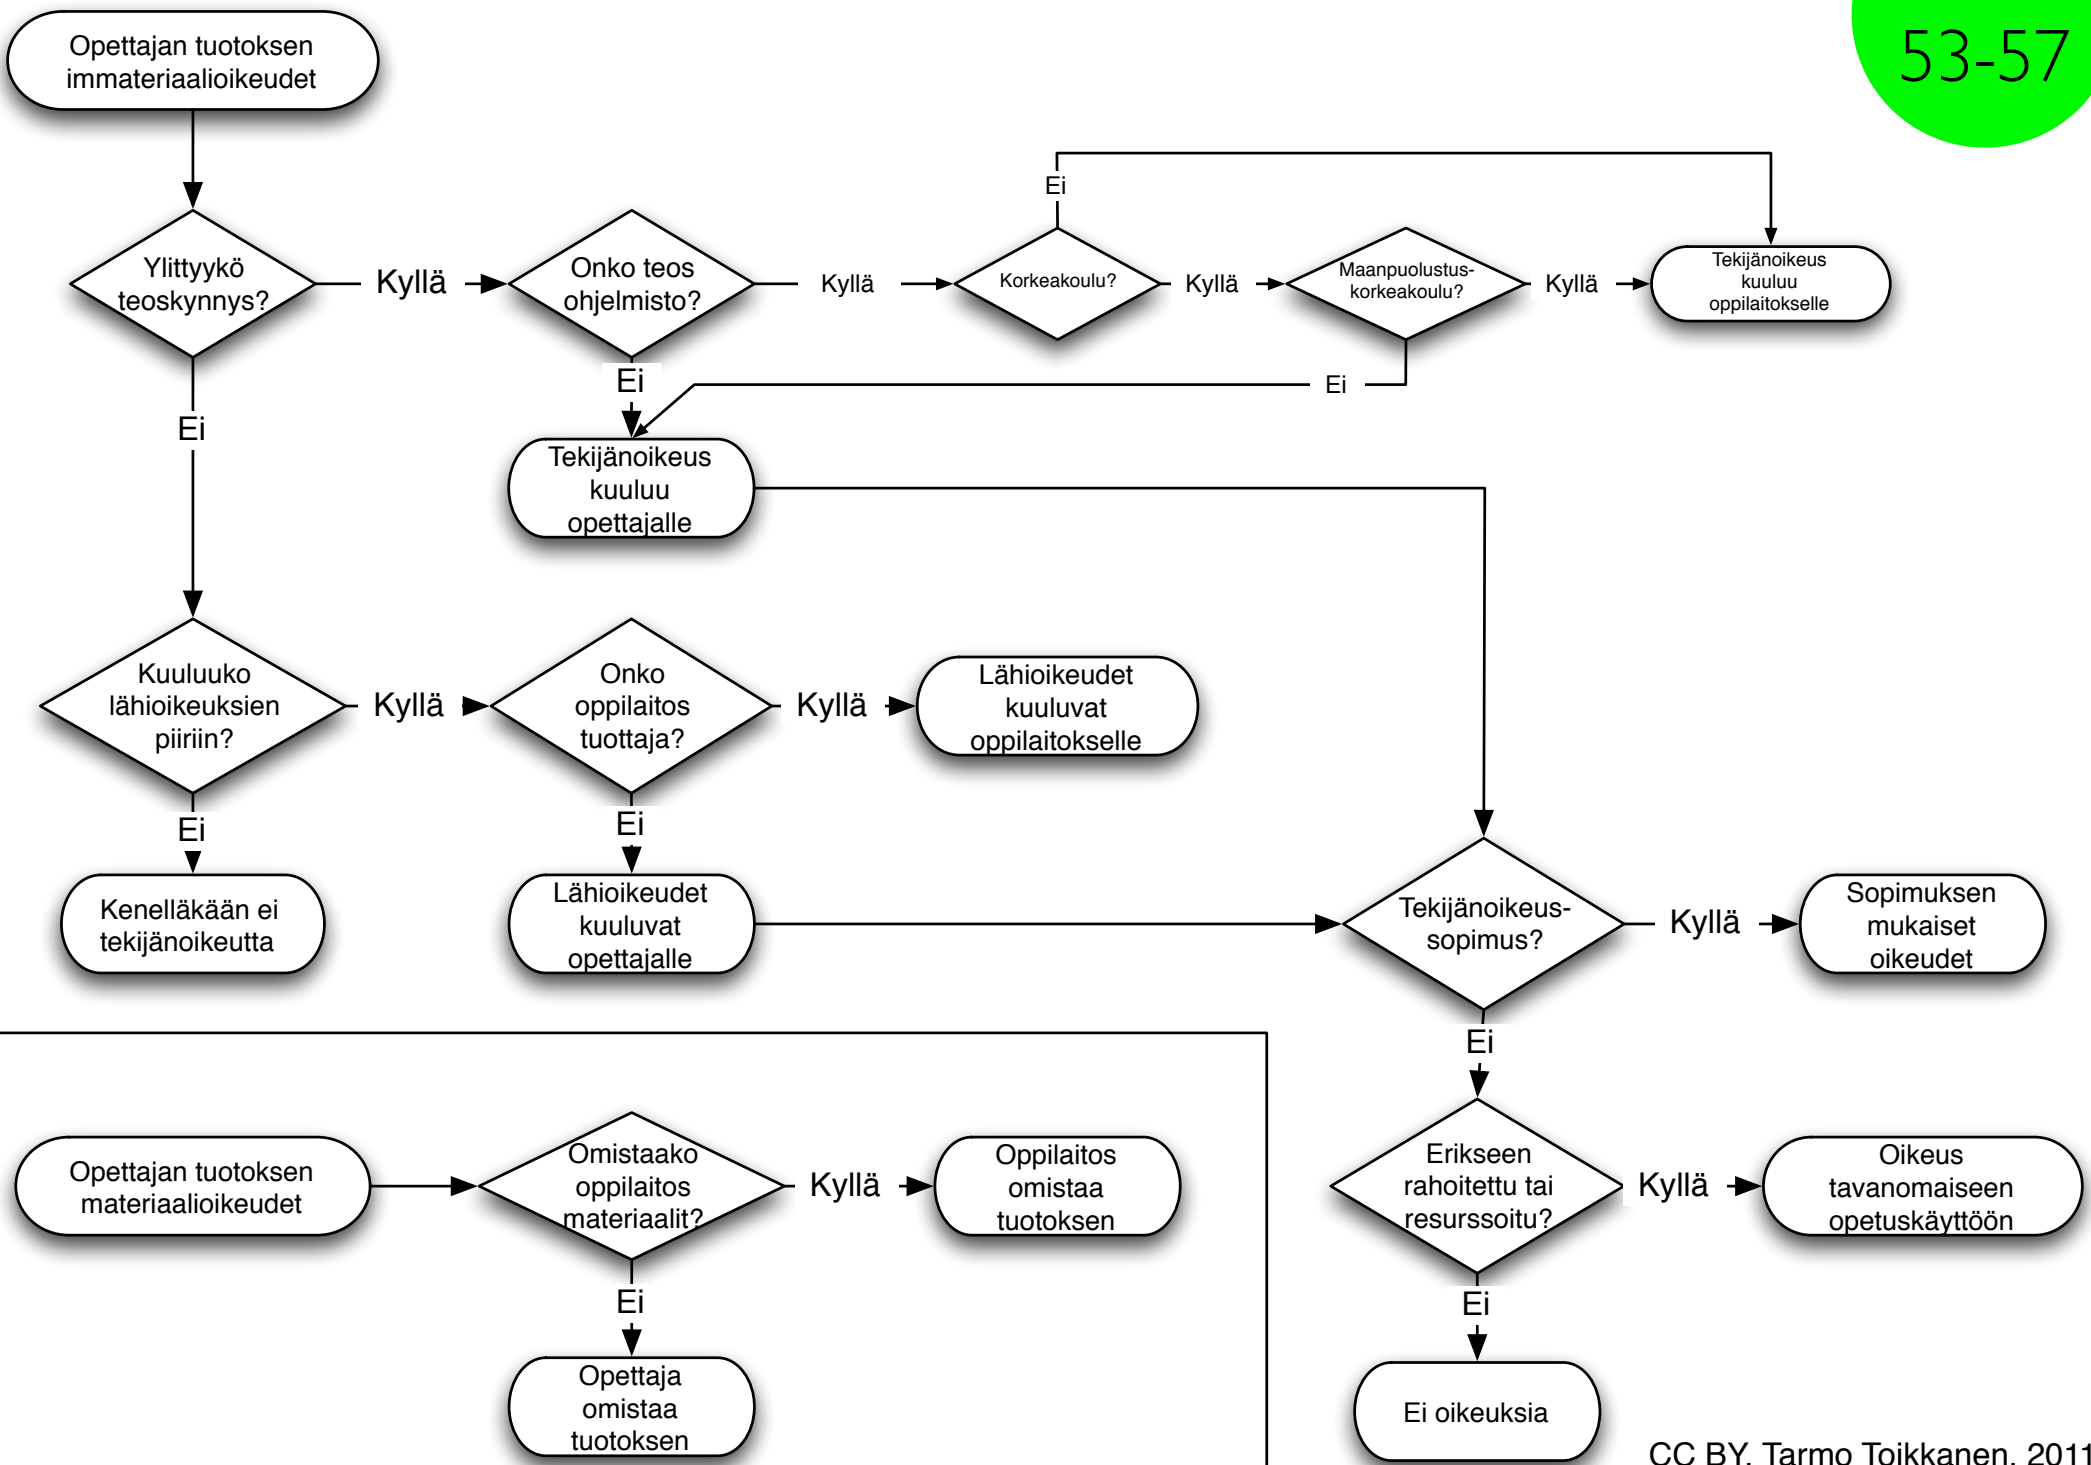 53-57
Opettajan tuotoksen
immateriaalioikeudet
Ylittyykö
teoskynnys?
Kyllä
Onko teos
ohjelmisto?
Kyllä
Korkeakoulu?
Ei
Kyllä
Maanpuolustus-
korkeakoulu?
Kyllä
Tekijänoikeus
kuuluu
oppilaitokselle
Ei
Ei
Ei
Tekijänoikeus
kuuluu
opettajalle
Kuuluuko
lähioikeuksien
piiriin?
Kyllä
Onko
oppilaitos
tuottaja?
Kyllä
Lähioikeudet
kuuluvat
oppilaitokselle
Ei
Ei
Kenelläkään ei
tekijänoikeutta
Lähioikeudet
kuuluvat
opettajalle
Tekijänoikeus-
sopimus?
Kyllä
Sopimuksen
mukaiset
oikeudet
Ei
Opettajan tuotoksen
materiaalioikeudet
Omistaako
oppilaitos
materiaalit?
Kyllä
Oppilaitos
omistaa
tuotoksen
Erikseen
rahoitettu tai
resurssoitu?
Kyllä
Oikeus
tavanomaiseen
opetuskäyttöön
Ei
Ei
Opettaja
omistaa
tuotoksen
Ei oikeuksia
CC BY, Tarmo Toikkanen, 2011